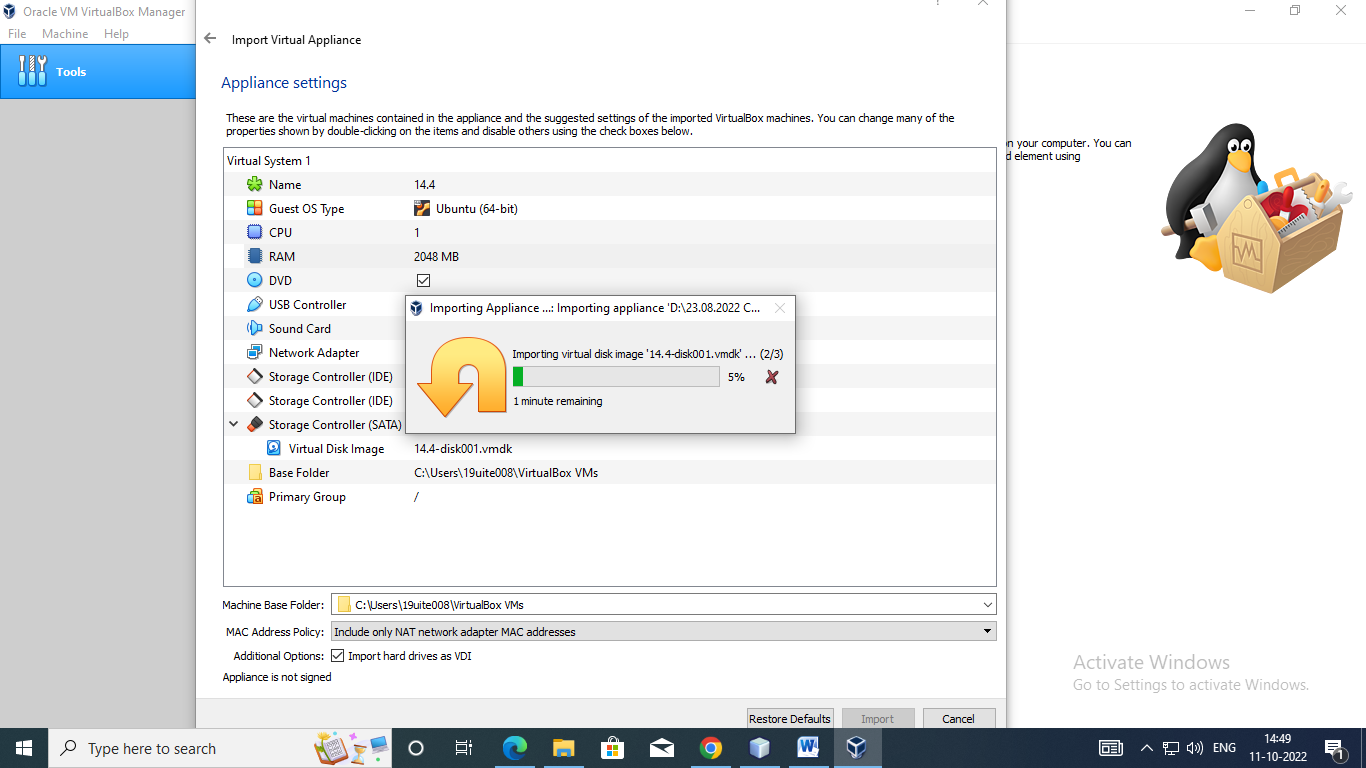 Oracle VM VirtualBox Manager
File Machine Help
Tools
Import Virtual Appliance
Appliance settings
These are the virtual machines contained in the appliance and the suggested settings of the imported VirtualBox machines. You can change many of the
properties shown by double-clicking on the items and disable others using the check boxes below.
on your computer. You can
d element using
Virtual System 1
Name 14.4
Guest OS Type Ubuntu (64-bit)
CPU 1
RAM 2048 MB
DVD
USB Controller
Sound Card
Network Adapter
Storage Controller (IDE)
Storage Controller (IDE)
Storage Controller (SATA)
Virtual Disk Image 14.4-disk001.vmdk
Base Folder C:\Users\19uite008\VirtualBox VMs
Primary Group /
Importing Appliance ...: Importing appliance 'D:\23.08.2022 C...
Importing virtual disk image '14.4-disk001.vmdk' ... (2/3)
5%
1 minute remaining
Machine Base Folder: C:\Users\19uite008\VirtualBox VMs
MAC Address Policy: Include only NAT network adapter MAC addresses
Additional Options: Import hard drives as VDI
Appliance is not signed
Activate Windows
Go to Settings to activate Windows.
Restore Defaults Import Cancel
Type here to search
ENG
14:49
11-10-2022
1